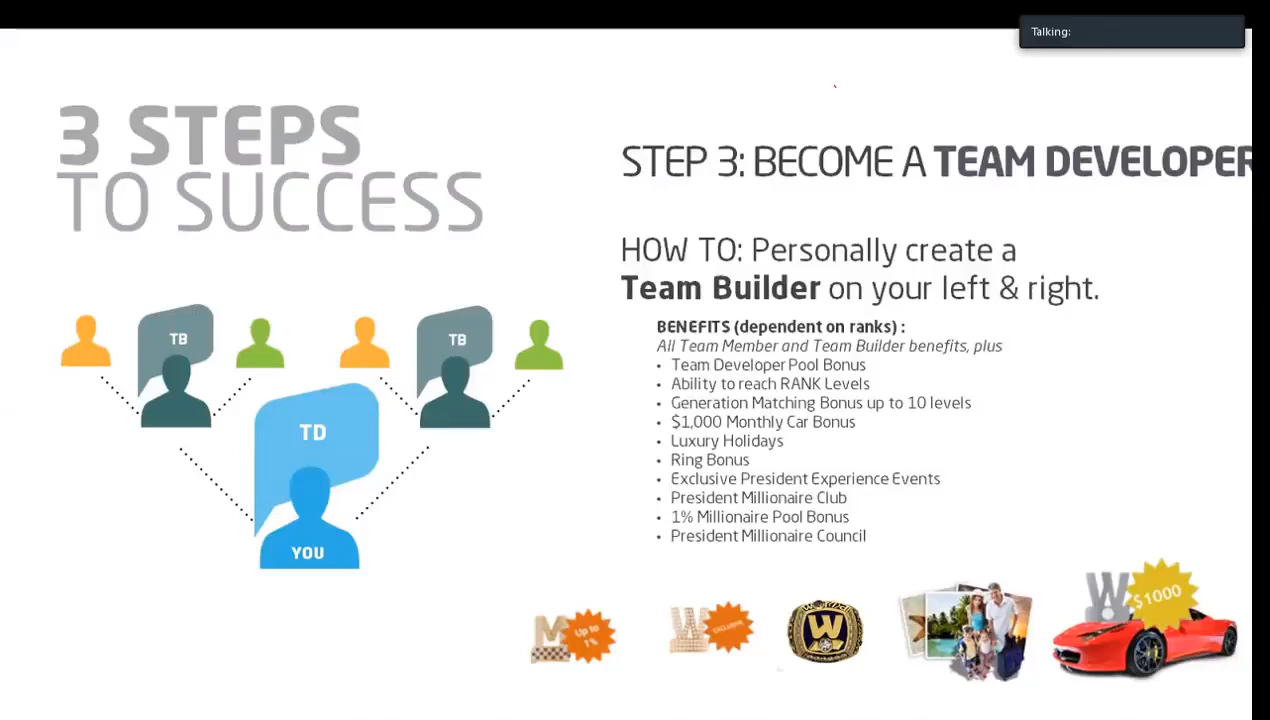 Talking:
3 STEPS
TO SUCCESS
STEP 3: BECOME A TEAM DEVELOPER
HOW TO: Personally create a
Team Builder on your left & right.
BENEFITS (dependent on ranks) :
All Team Member and Team Builder benefits, plus
• Team Developer Pool Bonus
• Ability to reach RANK Levels
• Generation Matching Bonus up to 10 levels
• $1,000 Monthly Car Bonus
• Luxury Holidays
• Ring Bonus
• Exclusive President Experience Events
• President Millionaire Club
• 1% Millionaire Pool Bonus
• President Millionaire Council
TB
TB
TD
YOU
M
Up to
1%
W
EXCLUSIVE
W
W
$1000